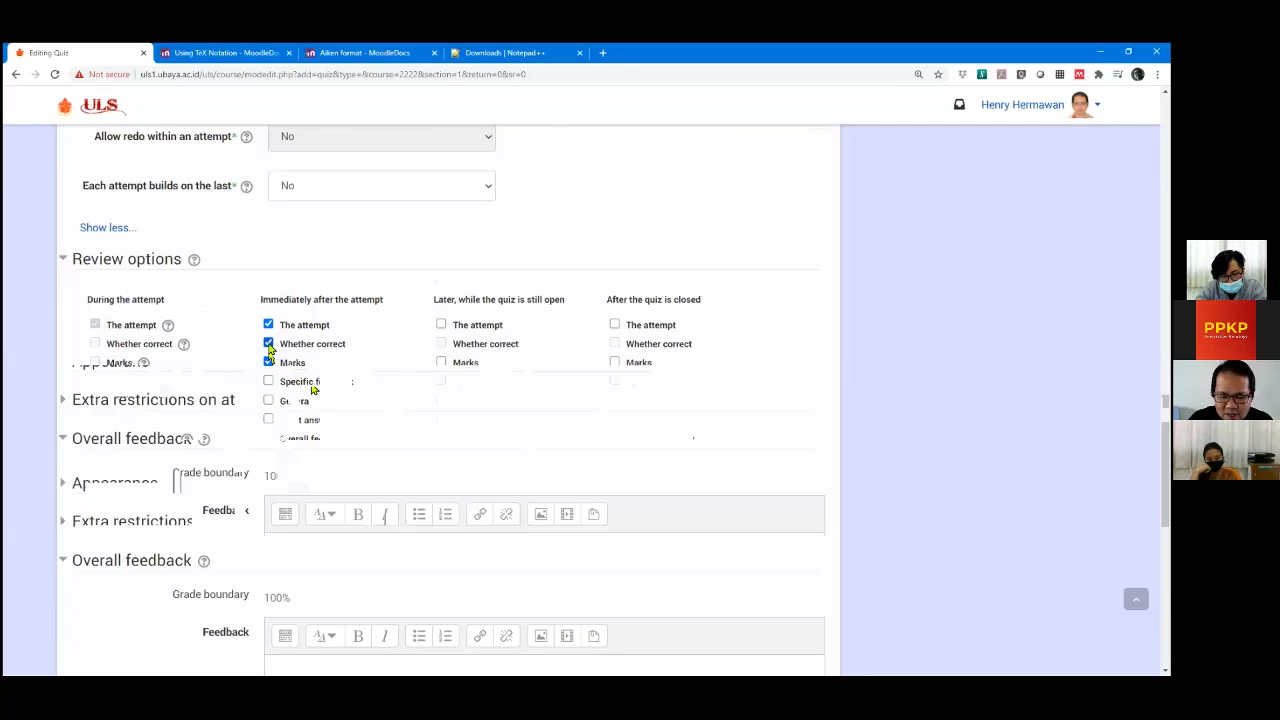 Editing Quiz
Using TeX Notation - MoodleDo
Aiken format - MoodleDocs
Downloads | Notepad++
Not secure
uls1.ubaya.ac.id/uls/course/modedit.php?add=quiz&type=&course=2222&section=1&return=0&sr=0
ULS
Henry Hermawan
Allow redo within an attempt*
No
Each attempt builds on the last*
No
Show less...
Review options
During the attempt
Immediately after the attempt
Later, while the quiz is still open
After the quiz is closed
The attempt
The attempt
The attempt
The attempt
Whether correct
Whether correct
Whether correct
Whether correct
Marks
Marks
Marks
Marks
Specific f
Extra restrictions on at
Overall feedback
Grade boundary
10
Appearance
Feedba
Extra restrictions
Overall feedback
Grade boundary
100%
Feedback
PPKP